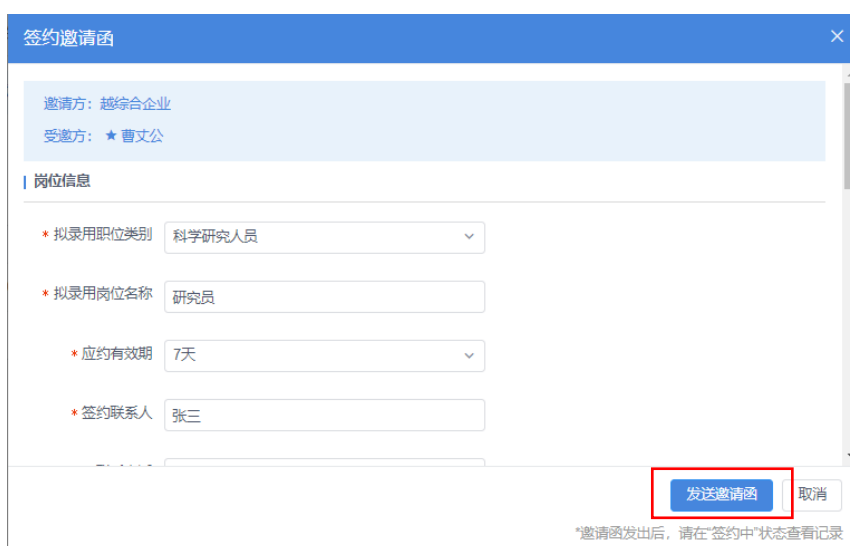 签约邀请函
邀请方：越综合企业
受邀方：★曹丈公
岗位信息
* 拟录用职位类别 科学研究人员
* 拟录用岗位名称 研究员
* 应约有效期 7天
* 签约联系人 张三
发送邀请函 取消
*邀请函发出后，请在“签约中”状态查看记录